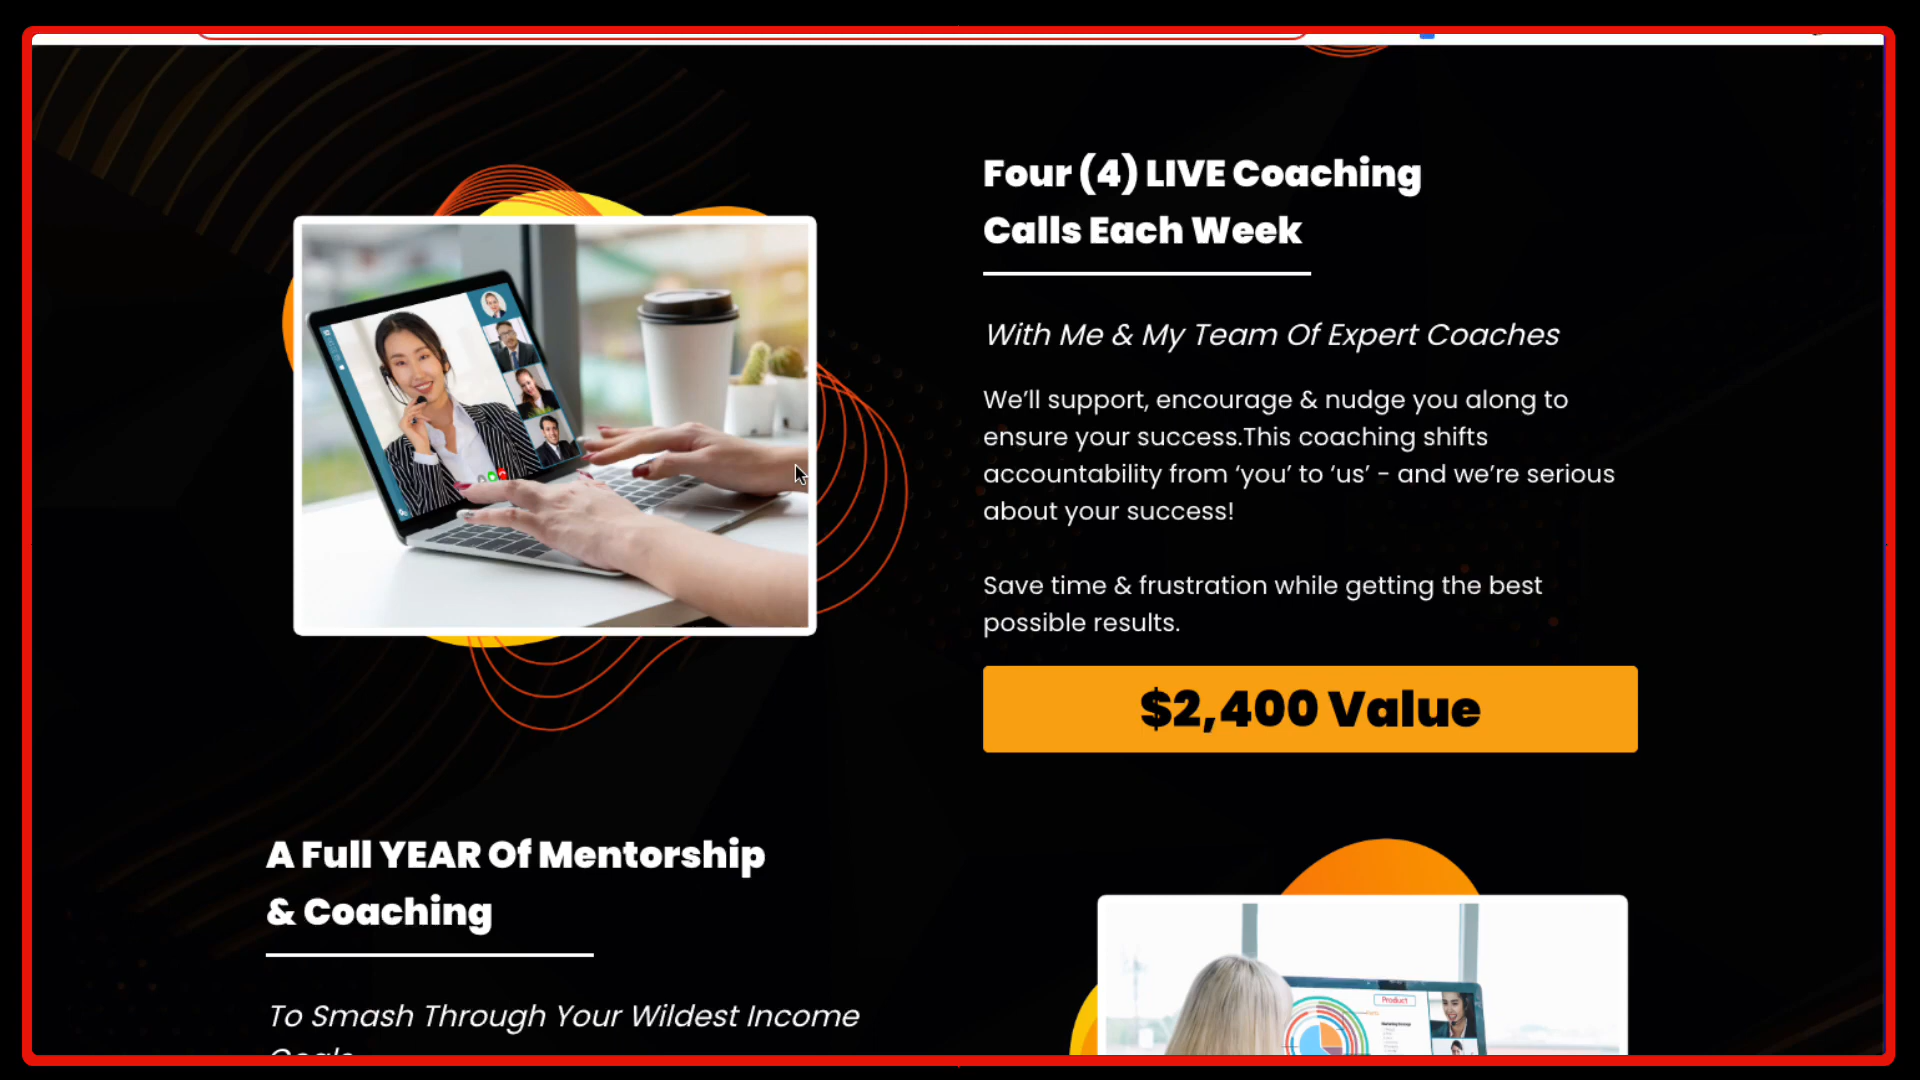 Four (4) LIVE Coaching
Calls Each Week
With Me & My Team Of Expert Coaches
We’ll support, encourage & nudge you along to
ensure your success.This coaching shifts
accountability from ‘you’ to ‘us’ - and we’re serious
about your success!
Save time & frustration while getting the best
possible results.
$2,400 Value
A Full YEAR Of Mentorship
& Coaching
To Smash Through Your Wildest Income
Product